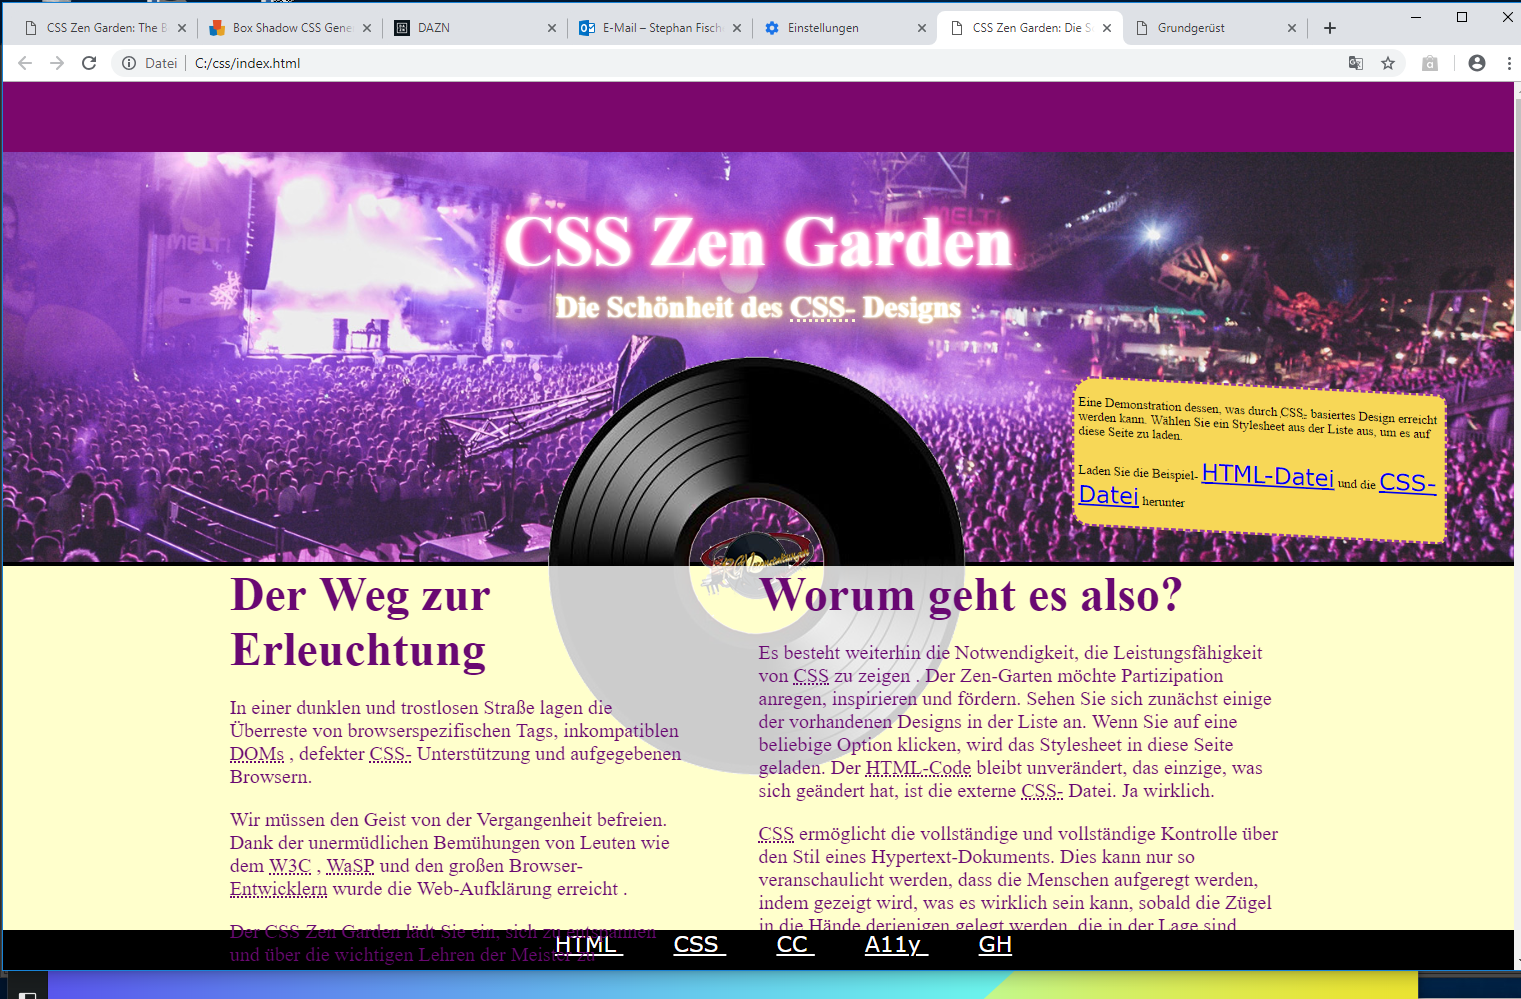 CSS Zen Garden: The B
Box Shadow CSS Gene
DAZN
E-Mail – Stephan Fisch
Einstellungen
CSS Zen Garden: Die S
Grundgerüst
Datei
C:/css/index.html
MELT!
MELT!
CSS Zen Garden
Die Schönheit des CSS- Designs
Eine Demonstration dessen, was durch CSS- basiertes Design erreicht
werden kann. Wählen Sie ein Stylesheet aus der Liste aus, um es auf
diese Seite zu laden.
Laden Sie die Beispiel- HTML-Datei und die CSS-
Datei herunter
Der Weg zur
Erleuchtung
In einer dunklen und trostlosen Straße lagen die
Überreste von browserspezifischen Tags, inkompatiblen
DOMs , defekter CSS- Unterstützung und aufgegebenen
Browsern.
Wir müssen den Geist von der Vergangenheit befreien.
Dank der unermüdlichen Bemühungen von Leuten wie
dem W3C , WaSP und den großen Browser-
Entwicklern wurde die Web-Aufklärung erreicht .
Der CSS Zen Garden lädt Sie ein, sich zu entspannen
und über die wichtigen Lehren der Meister zu
Worum geht es also?
Es besteht weiterhin die Notwendigkeit, die Leistungsfähigkeit
von CSS zu zeigen . Der Zen-Garten möchte Partizipation
anregen, inspirieren und fördern. Sehen Sie sich zunächst einige
der vorhandenen Designs in der Liste an. Wenn Sie auf eine
beliebige Option klicken, wird das Stylesheet in diese Seite
geladen. Der HTML-Code bleibt unverändert, das einzige, was
sich geändert hat, ist die externe CSS- Datei. Ja wirklich.
CSS ermöglicht die vollständige und vollständige Kontrolle über
den Stil eines Hypertext-Dokuments. Dies kann nur so
veranschaulicht werden, dass die Menschen aufgeregt werden,
indem gezeigt wird, was es wirklich sein kann, sobald die Zügel
in die Hände derjenigen gelegt werden, die in der Lage sind,
HTML CSS CC A11y GH